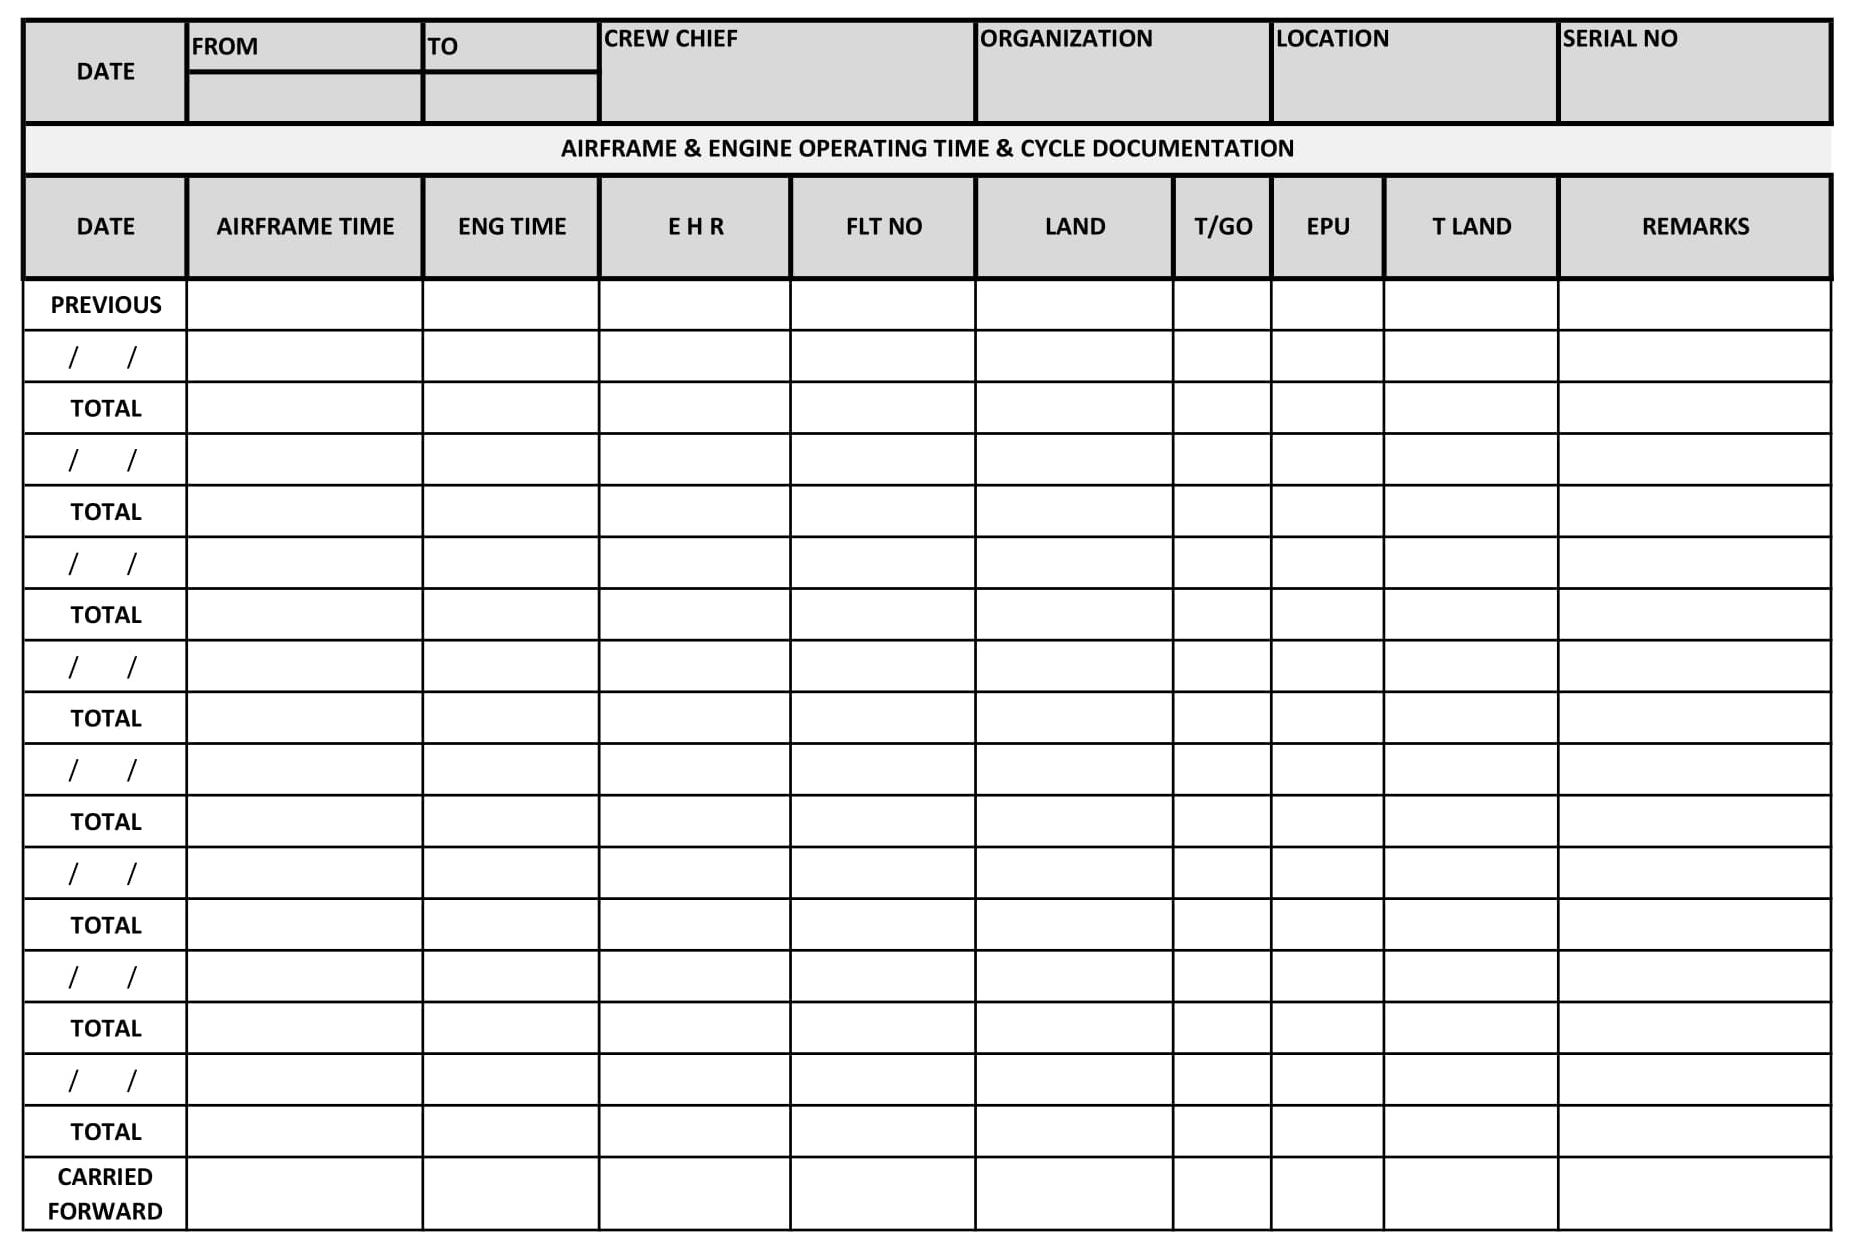 DATE FROM TO CREW CHIEF ORGANIZATION LOCATION SERIAL NO
AIRFRAME & ENGINE OPERATING TIME & CYCLE DOCUMENTATION
DATE AIRFRAME TIME ENG TIME E H R FLT NO LAND T/GO EPU T LAND REMARKS
PREVIOUS
/ /
TOTAL
/ /
TOTAL
/ /
TOTAL
/ /
TOTAL
/ /
TOTAL
/ /
TOTAL
/ /
TOTAL
/ /
TOTAL
CARRIED
FORWARD